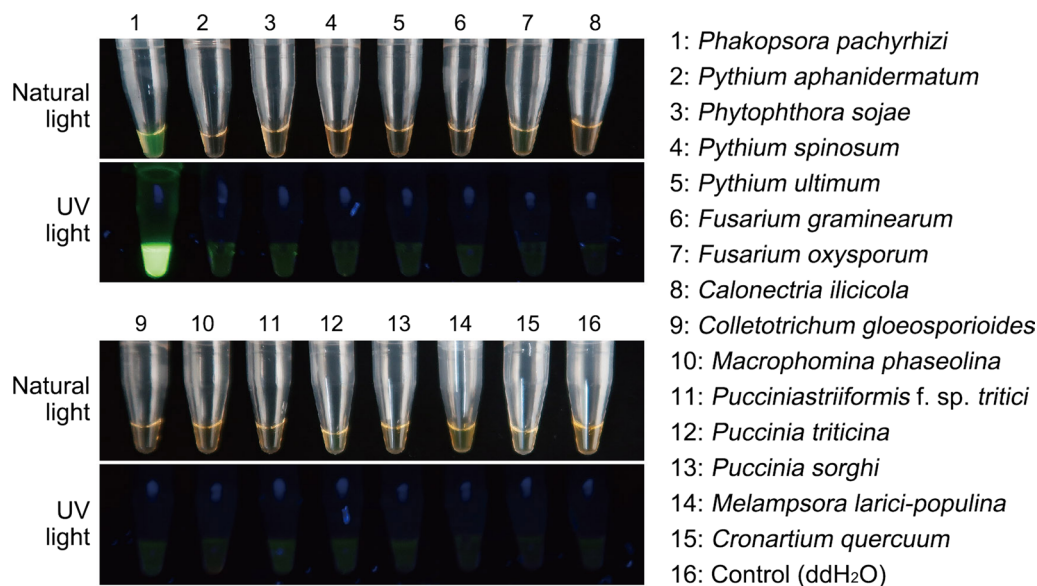 1 2 3 4 5 6 7 8
Natural
light
UV
light
9 10 11 12 13 14 15 16
Natural
light
UV
light
1: Phakopsora pachyrhizi
2: Pythium aphanidermatum
3: Phytophthora sojae
4: Pythium spinosum
5: Pythium ultimum
6: Fusarium graminearum
7: Fusarium oxysporum
8: Calonectria ilicicola
9: Colletotrichum gloeosporioides
10: Macrophomina phaseolina
11: Pucciniastriiformis f. sp. tritici
12: Puccinia triticina
13: Puccinia sorghi
14: Melampsora larici-populina
15: Cronartium quercuum
16: Control (ddH₂O)